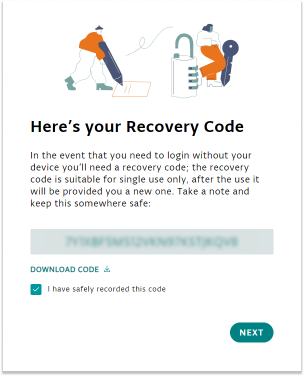 Here's your Recovery Code
In the event that you need to login without your
device you'll need a recovery code; the recovery
code is suitable for single use only, after the use it
will be provided you a new one. Take a note and
keep this somewhere safe:
DOWNLOAD CODE
I have safely recorded this code
NEXT